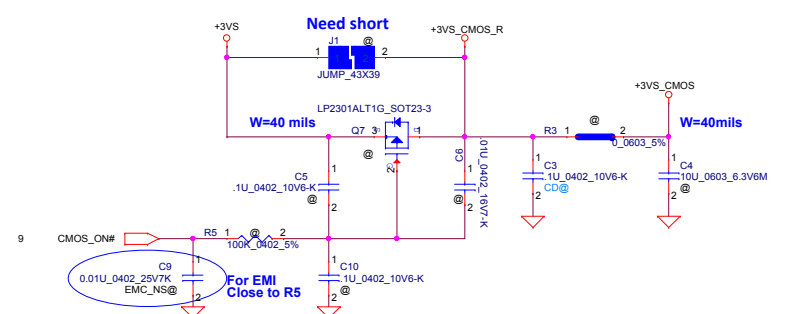 Need short
+3VS
J1
@
+3VS_CMOS_R
1
2
JUMP_43X39
+3VS_CMOS
LP2301ALT1G_SOT23-3
W=40 mils
Q7
3
1
@
2
R3
1
@
2
0_0603_5%
W=40mils
C5
1
.1U_0402_10V6-K
@
2
C6
1
.01U_0402_16V7-K
@
2
C3
1
.1U_0402_10V6-K
CD@
2
C4
1
10U_0603_6.3V6M
@
2
9
CMOS_ON#
R5
1
@
2
100K_0402_5%
C9
1
0.01U_0402_25V7K
EMC_NS@
2
For EMI
Close to R5
C10
1
.1U_0402_10V6-K
@
2